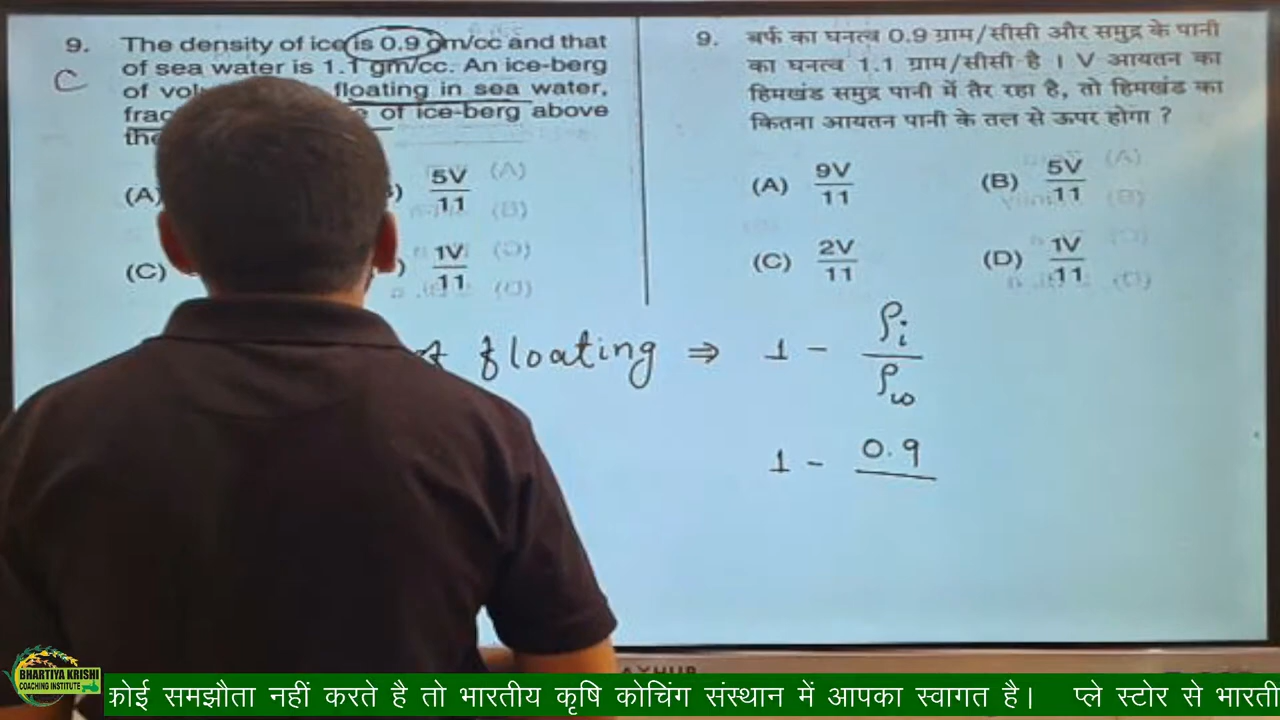 9. The density of ice is 0.9 gm/cc and that
C of sea water is 1.1 gm/cc. An ice-berg
of floating in sea water,
of ice-berg above
the
(A)
5V
11
(C)
1V
11
9. बर्फ का घनत्व 0.9 ग्राम/सीसी और समुद्र के पानी
का घनत्व 1.1 ग्राम/सीसी है । V आयतन का
हिमखंड समुद्र पानी में तैर रहा है, तो हिमखंड का
कितना आयतन पानी के तल से ऊपर होगा ?
(A) 9V/11 (B) 5V/11
(C) 2V/11 (D) 1V/11
floating ⇒ 1 - ρi/ρw
1 - 0.9
BHARTIYA KRISHI
COACHING INSTITUTE
कोई समझौता नहीं करते है तो भारतीय कृषि कोचिंग संस्थान में आपका स्वागत है। प्ले स्टोर से भारती